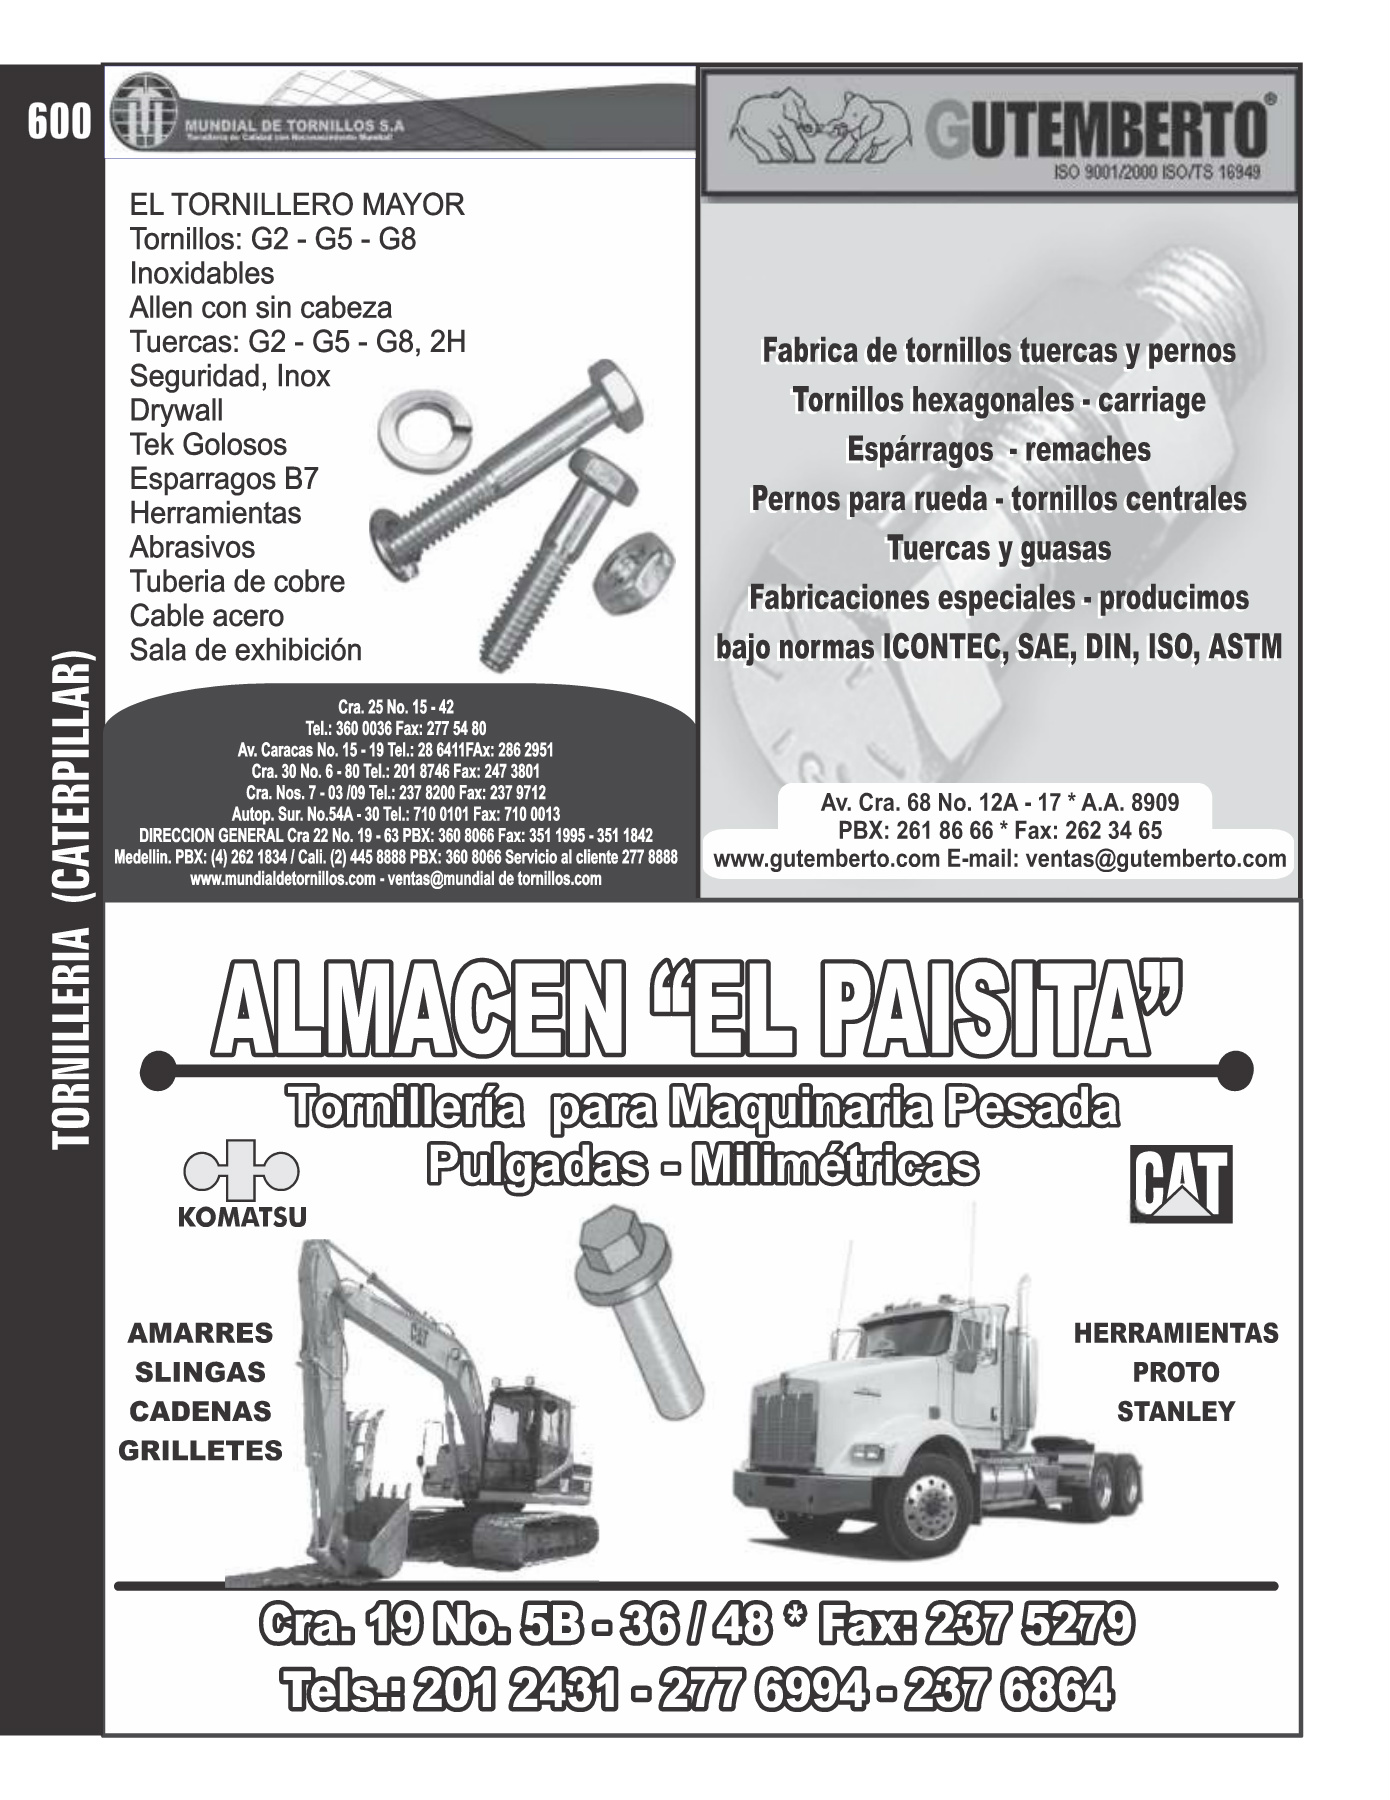 600
TORNILLERIA (CATERPILLAR)
MUNDIAL DE TORNILLOS S.A
Tornillería de Calidad con Reconocimiento Mundial
EL TORNILLERO MAYOR
Tornillos: G2 - G5 - G8
Inoxidables
Allen con sin cabeza
Tuercas: G2 - G5 - G8, 2H
Seguridad, Inox
Drywall
Tek Golosos
Esparragos B7
Herramientas
Abrasivos
Tuberia de cobre
Cable acero
Sala de exhibición
Cra. 25 No. 15 - 42
Tel.: 360 0036 Fax: 277 54 80
Av. Caracas No. 15 - 19 Tel.: 28 6411FAx: 286 2951
Cra. 30 No. 6 - 80 Tel.: 201 8746 Fax: 247 3801
Cra. Nos. 7 - 03 /09 Tel.: 237 8200 Fax: 237 9712
Autop. Sur. No.54A - 30 Tel.: 710 0101 Fax: 710 0013
DIRECCION GENERAL Cra 22 No. 19 - 63 PBX: 360 8066 Fax: 351 1995 - 351 1842
Medellin. PBX: (4) 262 1834 / Cali. (2) 445 8888 PBX: 360 8066 Servicio al cliente 277 8888
www.mundialdetornillos.com - ventas@mundial de tornillos.com
GUTEMBERTO®
ISO 9001/2000 ISO/TS 16949
Fabrica de tornillos tuercas y pernos
Tornillos hexagonales - carriage
Espárragos - remaches
Pernos para rueda - tornillos centrales
Tuercas y guasas
Fabricaciones especiales - producimos
bajo normas ICONTEC, SAE, DIN, ISO, ASTM
Av. Cra. 68 No. 12A - 17 * A.A. 8909
PBX: 261 86 66 * Fax: 262 34 65
www.gutemberto.com E-mail: ventas@gutemberto.com
ALMACEN “EL PAISITA”
Tornillería para Maquinaria Pesada
Pulgadas - Milimétricas
KOMATSU
CAT
AMARRES
SLINGAS
CADENAS
GRILLETES
CAT
HERRAMIENTAS
PROTO
STANLEY
Cra. 19 No. 5B - 36 / 48 * Fax: 237 5279
Tels.: 201 2431 - 277 6994 - 237 6864